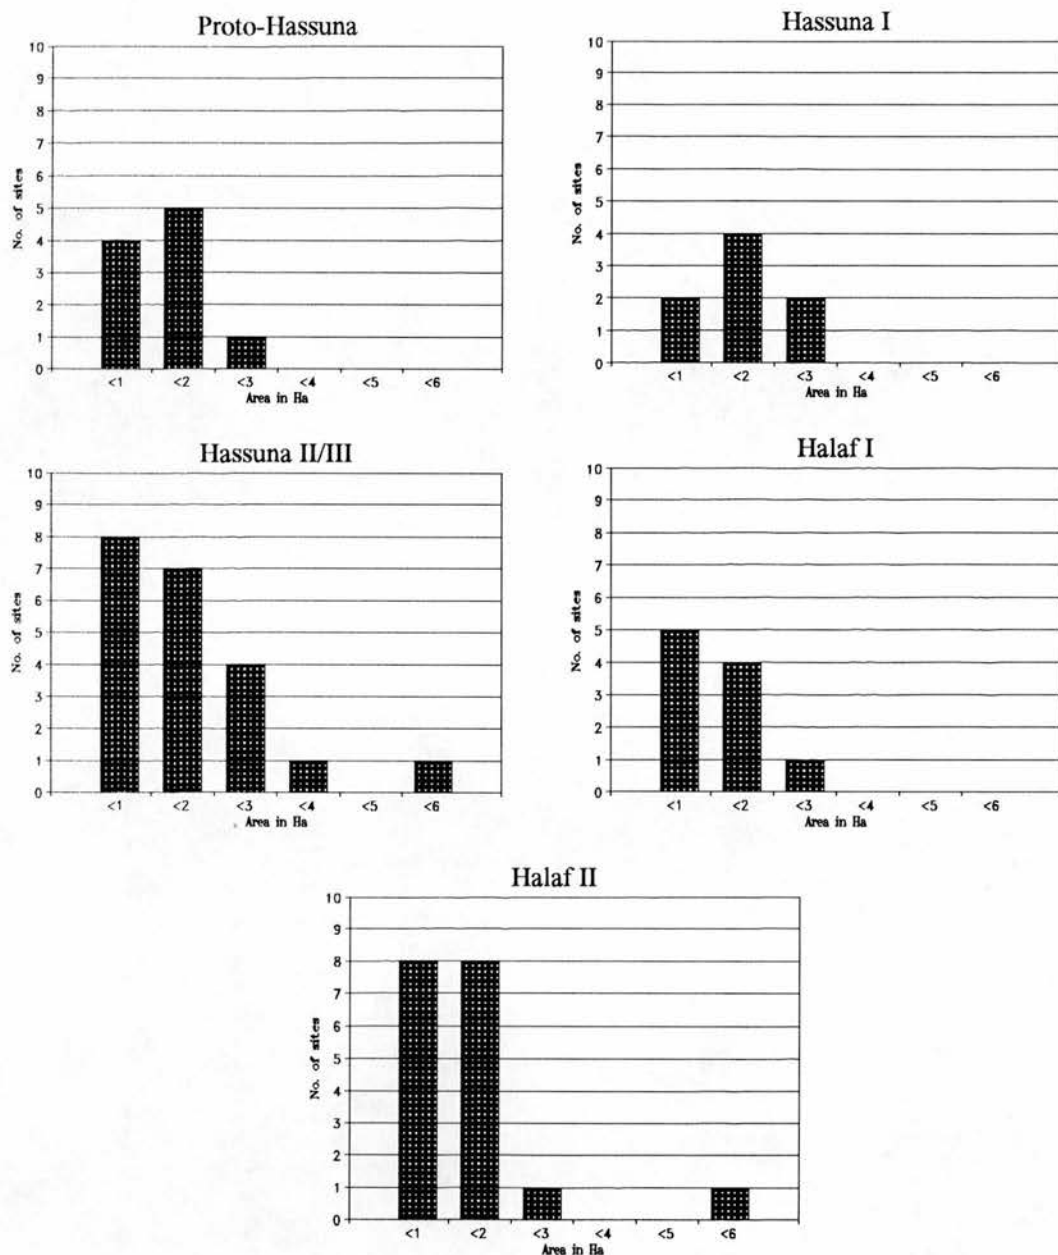 Proto-Hassuna
10
9
8
7
6
5
4
3
2
1
0
No. of sites
<1 <2 <3 <4 <5 <6
Area in Ha
Hassuna I
10
9
8
7
6
5
4
3
2
1
0
No. of sites
<1 <2 <3 <4 <5 <6
Area in Ha
Hassuna II/III
10
9
8
7
6
5
4
3
2
1
0
No. of sites
<1 <2 <3 <4 <5 <6
Area in Ha
Halaf I
10
9
8
7
6
5
4
3
2
1
0
No. of sites
<1 <2 <3 <4 <5 <6
Area in Ha
Halaf II
10
9
8
7
6
5
4
3
2
1
0
No. of sites
<1 <2 <3 <4 <5 <6
Area in Ha